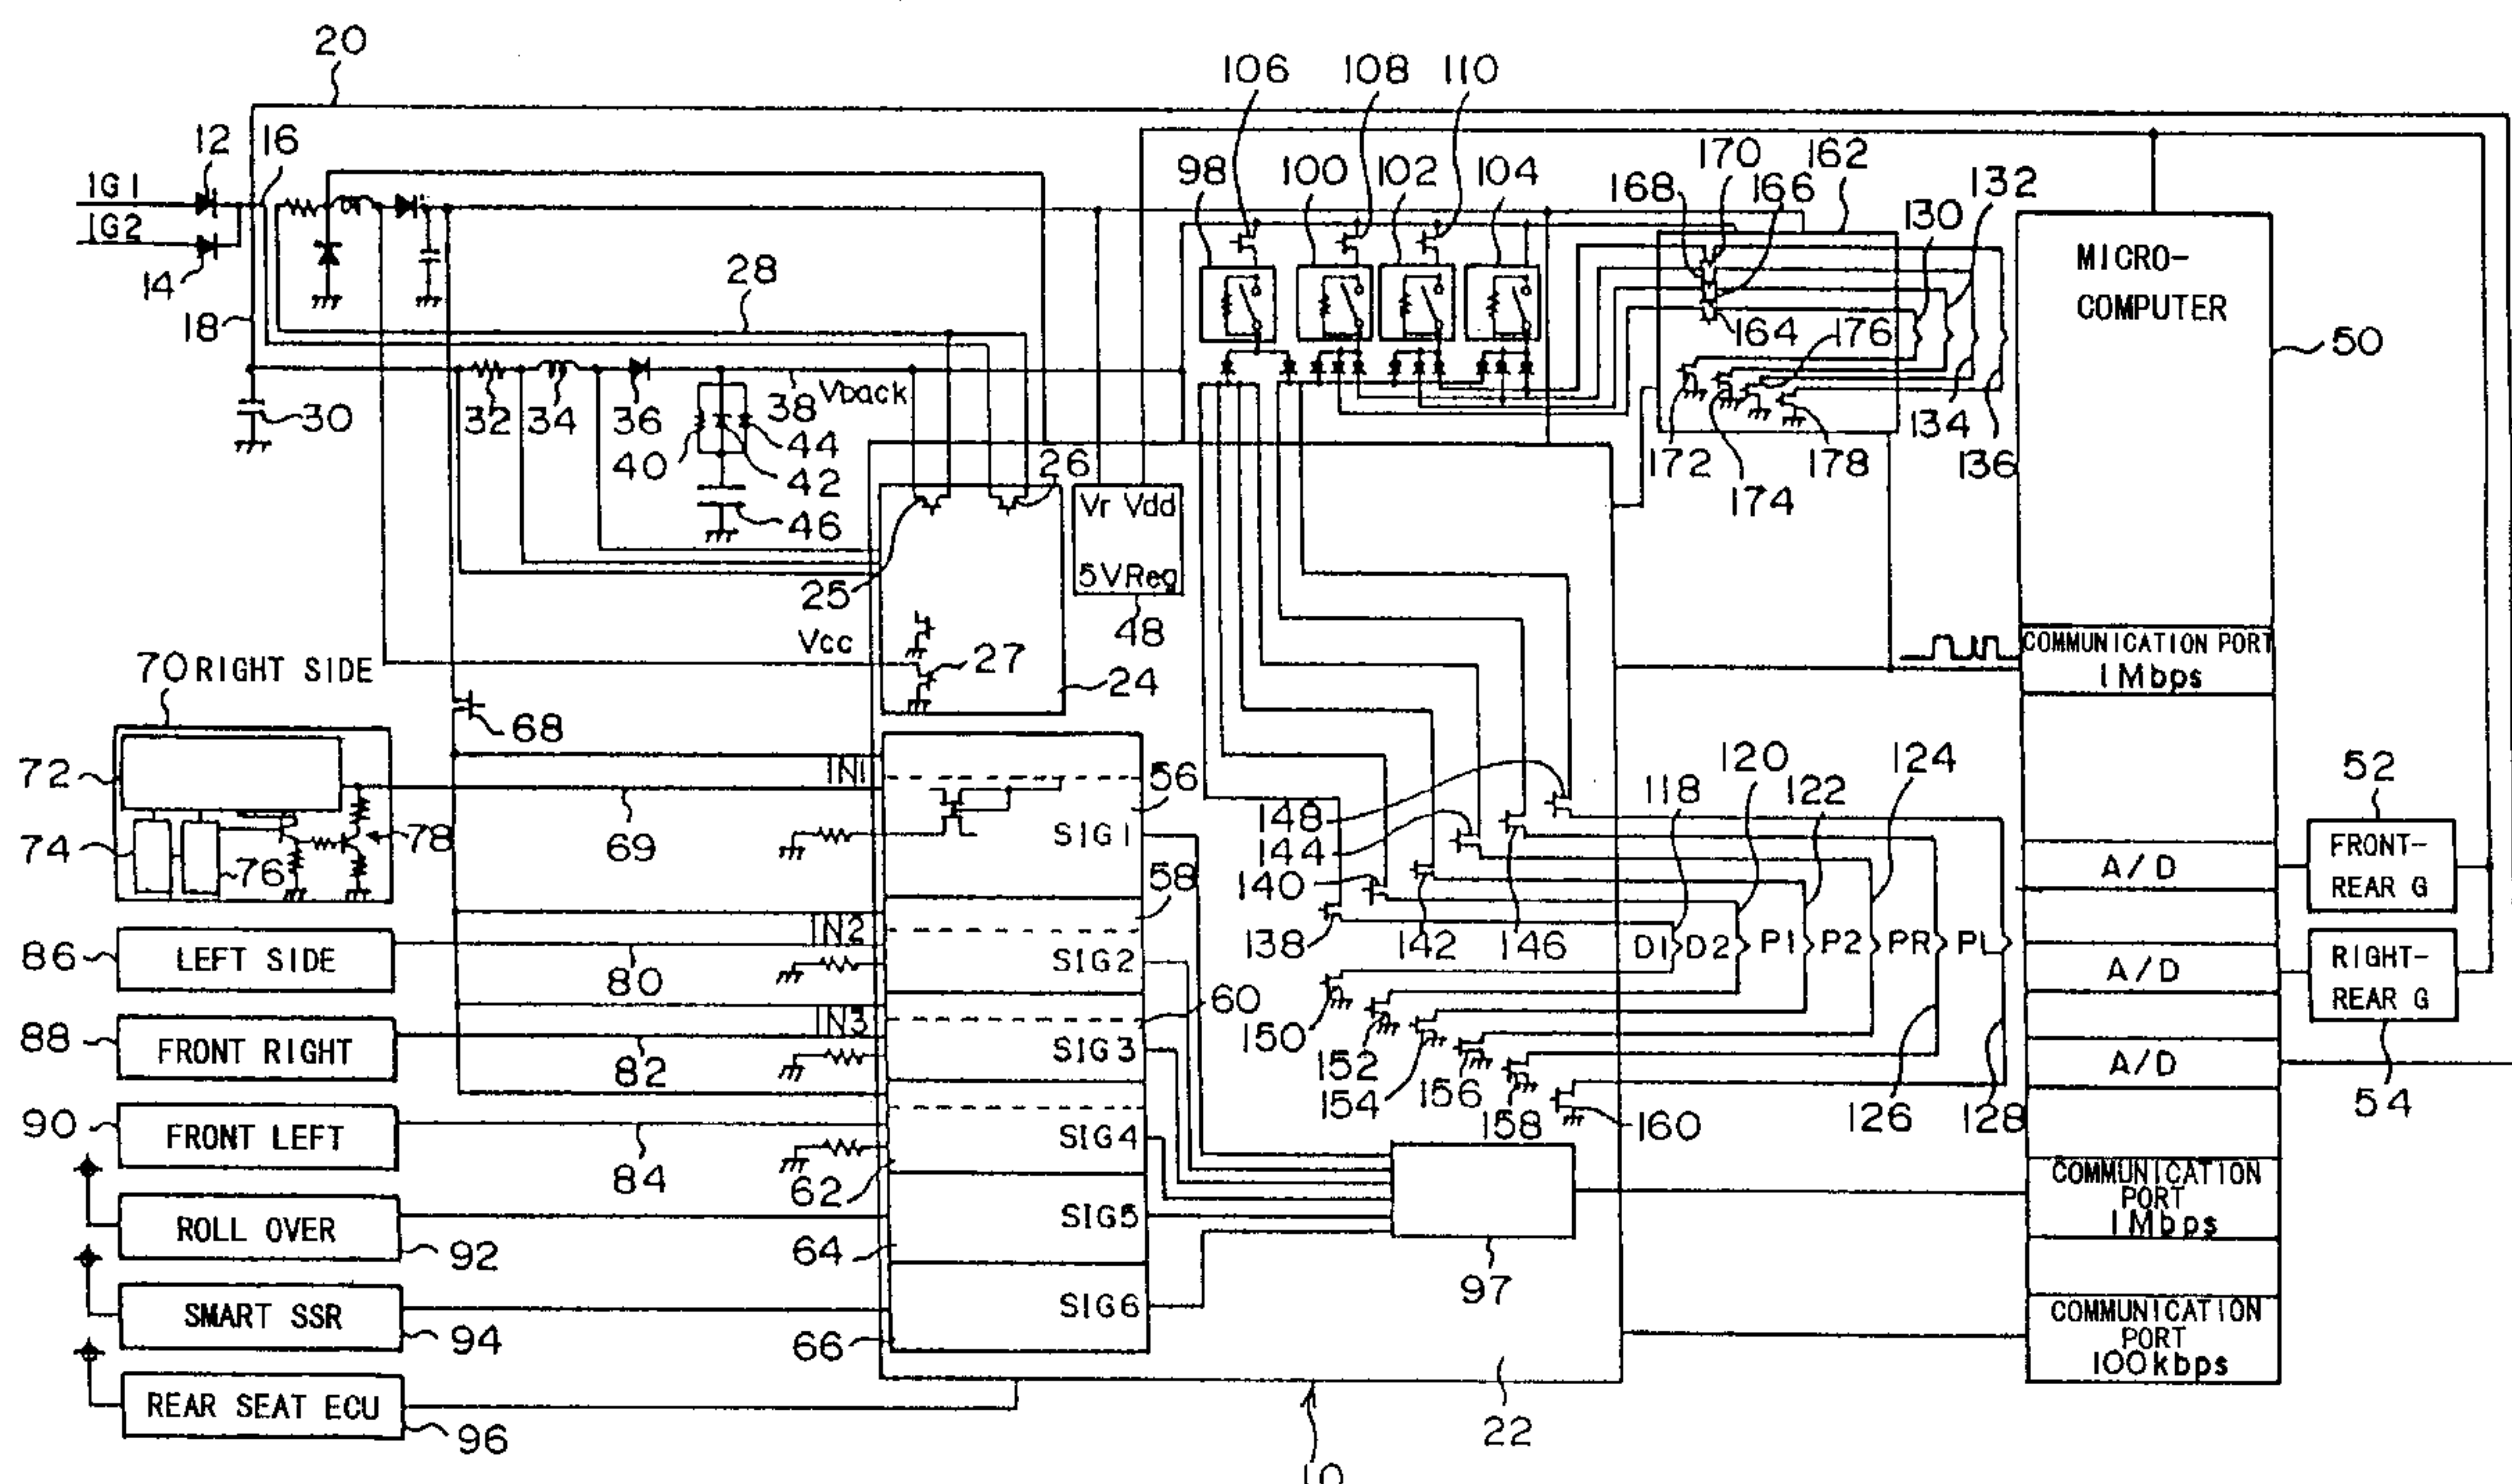 20
106 108 110
12 16
98 100 102 104
170 162
168 166
132
130
IG1
IG2
14
18
28
MICRO-
COMPUTER
164 176
50
30
32 34 36 38 Vback
40 44
42
46
26
172 178
174
134
136
Vr Vdd
5VReg
48
25
Vcc
27
24
COMMUNICATION PORT
1Mbps
70 RIGHT SIDE
68
72
74
76
78
69
IN1
56
SIG1
58
148
144
140
138
142
146
118
120
122
124
D1 D2 P1 P2 PR PL
A/D
52
FRONT-
REAR G
86 LEFT SIDE
80
IN2
SIG2
60
A/D
RIGHT-
REAR G
54
88 FRONT RIGHT
82
IN3
SIG3
150
152
154
156
158
160
126
128
A/D
90 FRONT LEFT
84
62
SIG4
ROLL OVER
92
64
SIG5
97
COMMUNICATION
PORT
1Mbps
SMART SSR
94
66
SIG6
COMMUNICATION
PORT
100kbps
REAR SEAT ECU
96
22
10